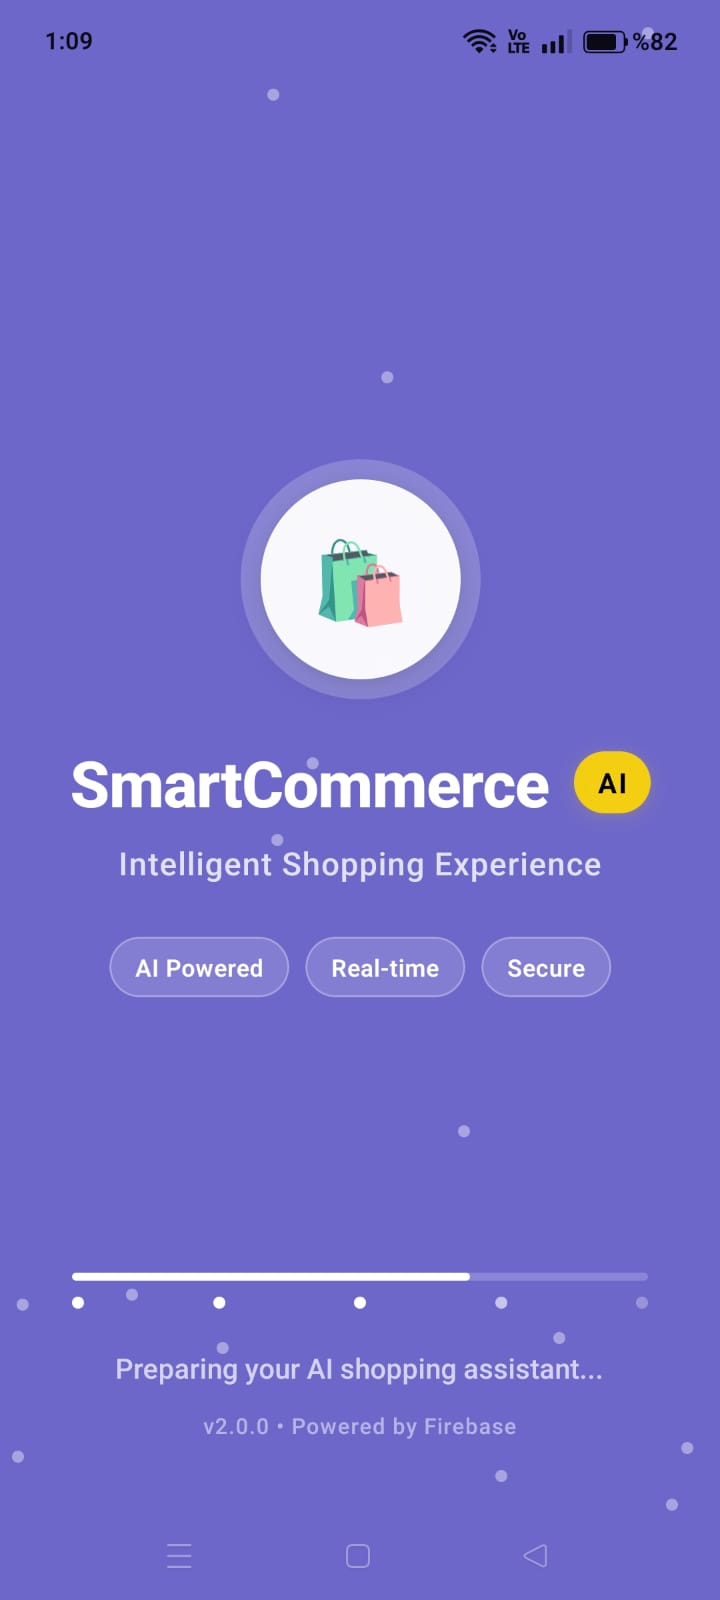 1:09 Vo LTE %82
SmartCommerce AI
Intelligent Shopping Experience
AI Powered Real-time Secure
Preparing your AI shopping assistant...
v2.0.0 • Powered by Firebase